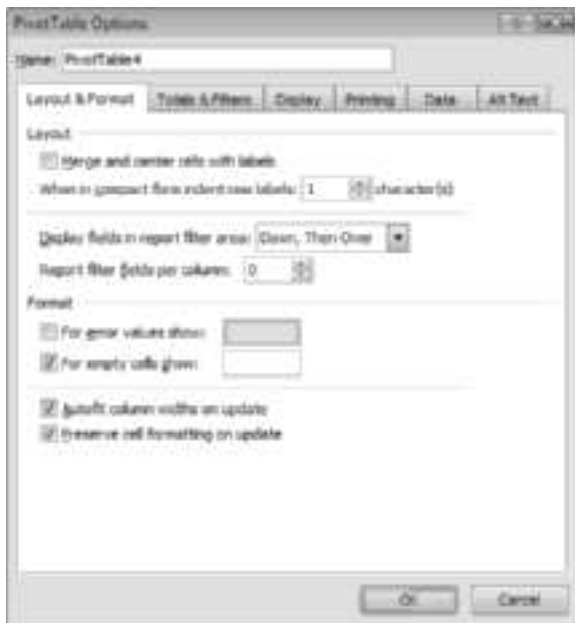 PivotTable Options
Name: PivotTable4
Layout & Format Totals & Filters Display Printing Data Alt Text
Layout
Merge and center cells with labels
When in compact form indent row labels: 1 character(s)
Display fields in report filter area: Down, Then Over
Report filter fields per column: 0
Format
For error values show:
For empty cells show:
Autofit column widths on update
Preserve cell formatting on update
OK Cancel